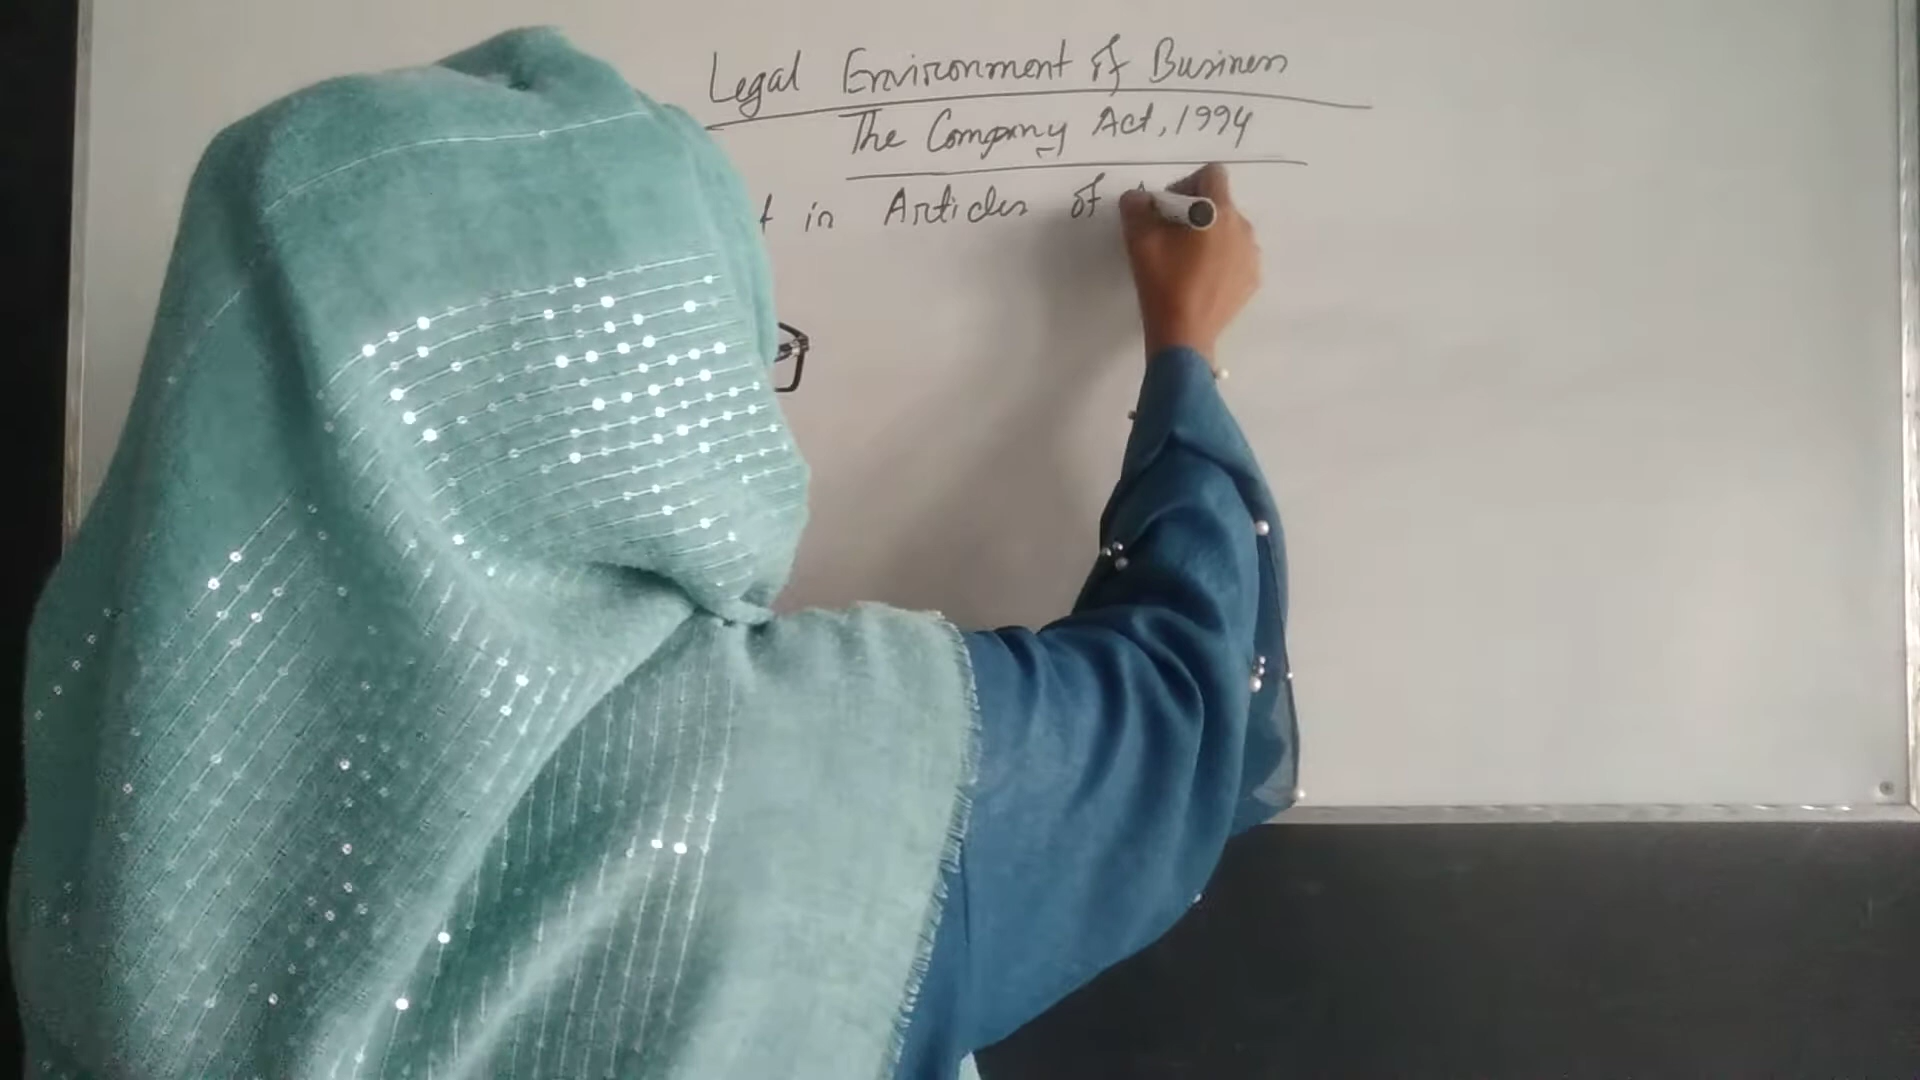 Legal Environment of Business
The Company Act, 1994
in Articles of